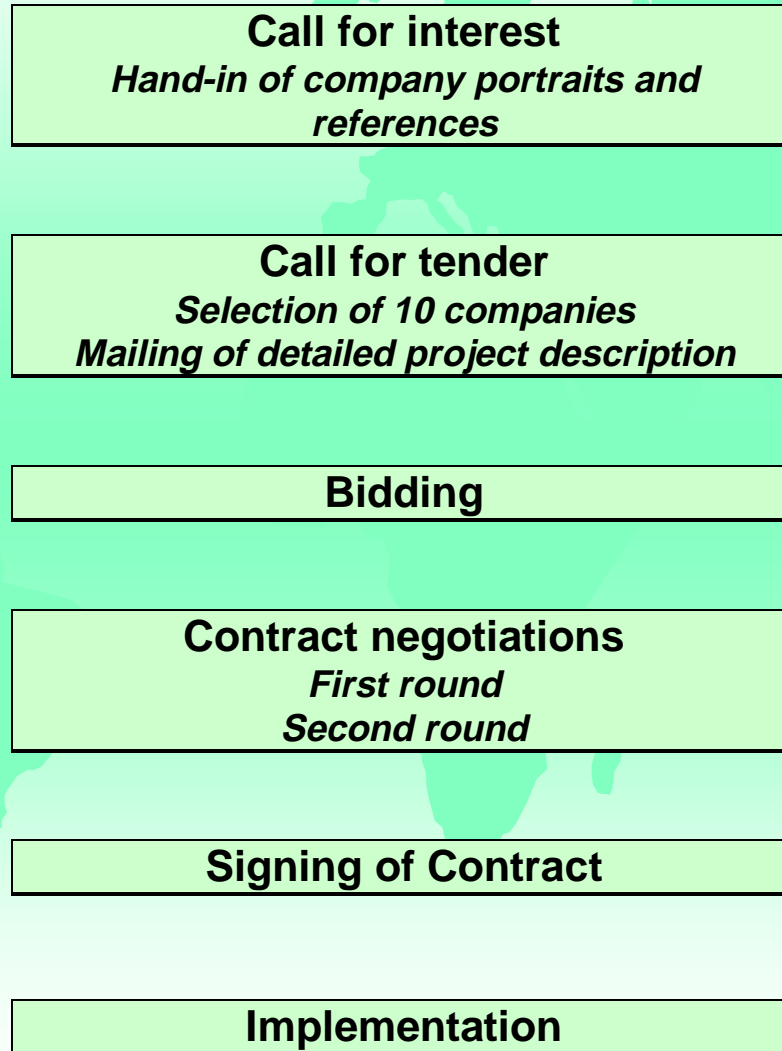 Call for interest
Hand-in of company portraits and
references
Call for tender
Selection of 10 companies
Mailing of detailed project description
Bidding
Contract negotiations
First round
Second round
Signing of Contract
Implementation